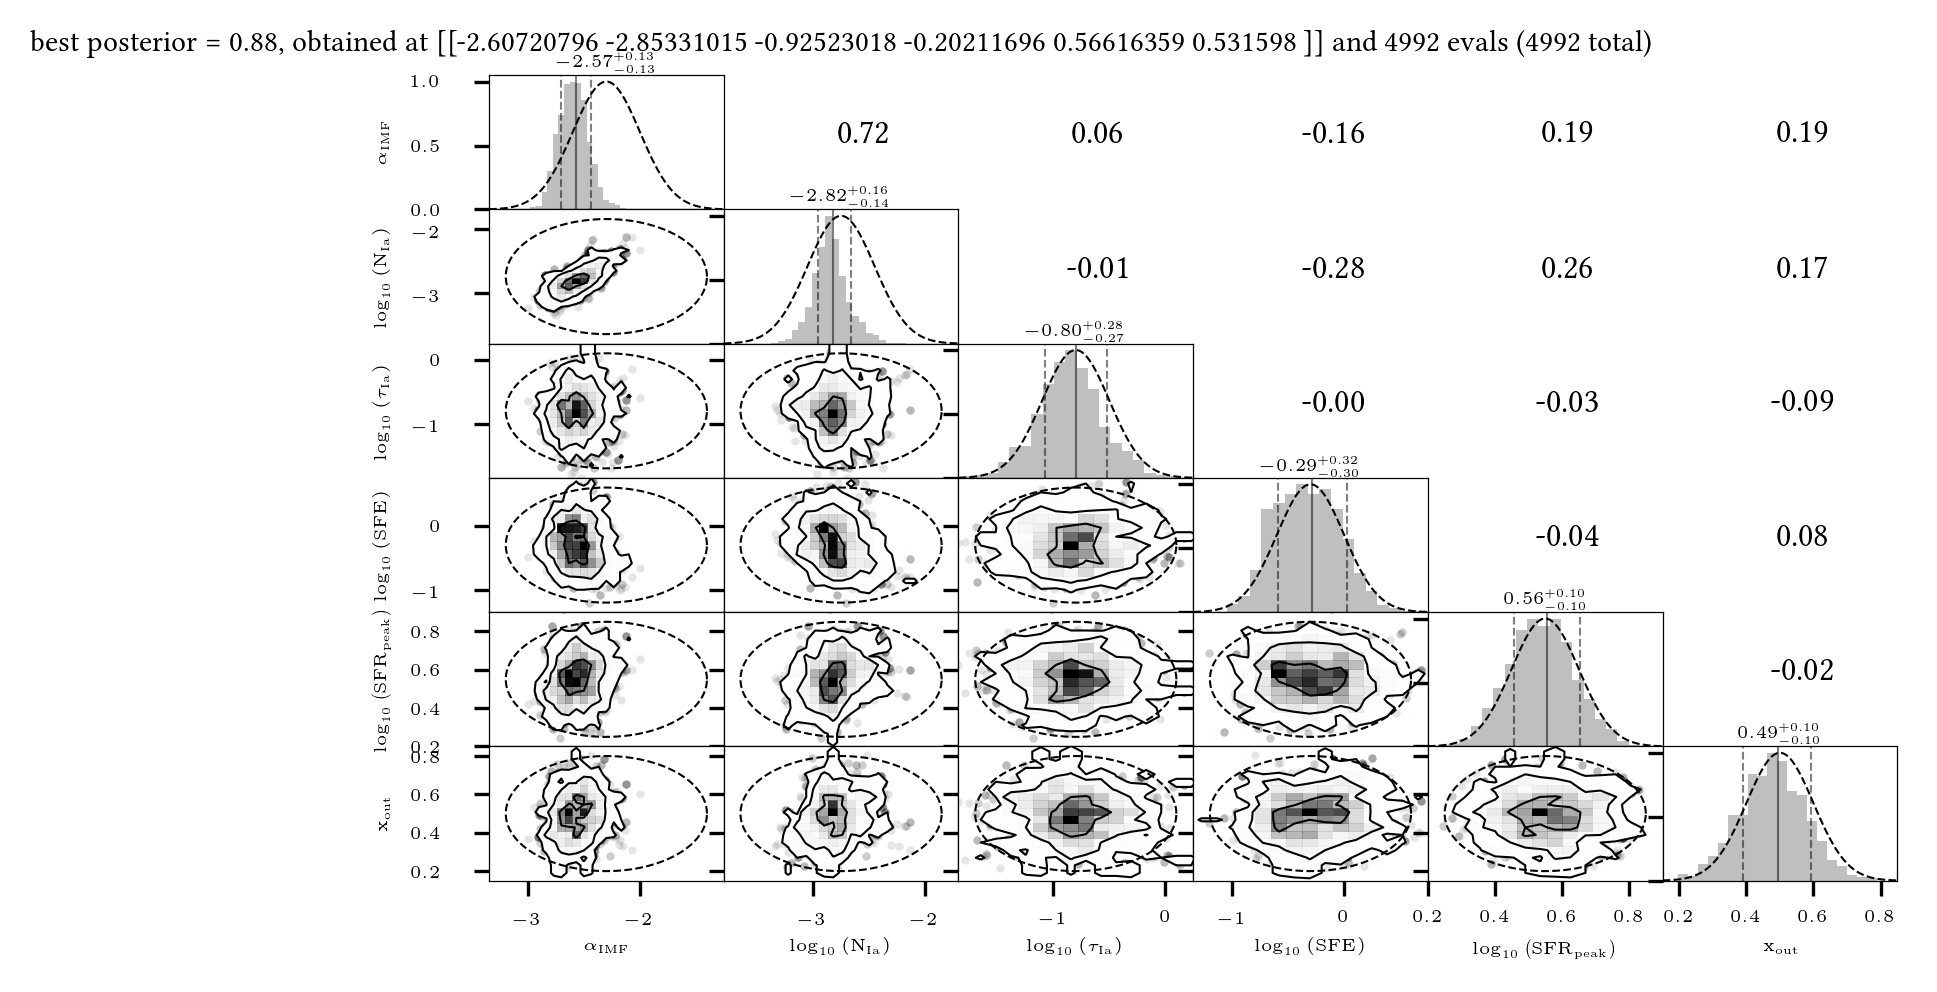 best posterior = 0.88, obtained at [[-2.60720796 -2.85331015 -0.92523018 -0.20211696 0.56616359 0.531598 ]] and 4992 evals (4992 total)
−2.57 +0.13 −0.13
1.0
0.5
0.0
α_IMF
0.72
0.06
-0.16
0.19
0.19
−2.82 +0.16 −0.14
−2
−3
log10 (N_Ia)
-0.01
-0.28
0.26
0.17
−0.80 +0.28 −0.27
0
−1
log10 (τ_Ia)
-0.00
-0.03
-0.09
−0.29 +0.32 −0.30
0
−1
log10 (SFE)
-0.04
0.08
0.56 +0.10 −0.10
0.8
0.6
0.4
0.2
log10 (SFR_peak)
-0.02
0.49 +0.10 −0.10
0.8
0.6
0.4
0.2
x_out
−3 −2 −3 −2 −1 0 −1 0 0.2 0.4 0.6 0.8 0.2 0.4 0.6 0.8
α_IMF log10 (N_Ia) log10 (τ_Ia) log10 (SFE) log10 (SFR_peak) x_out